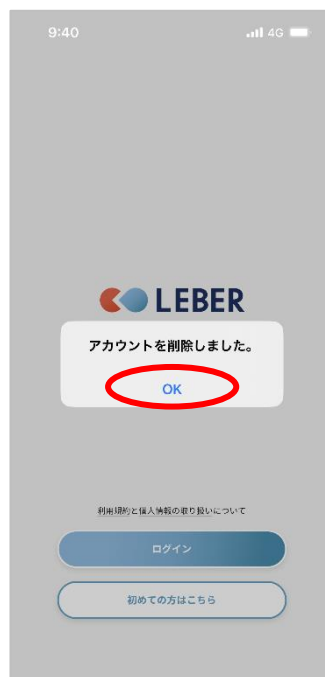 9:40
4G
LEBER
アカウントを削除しました。
OK
利用規約と個人情報の取り扱いについて
ログイン
初めての方はこちら